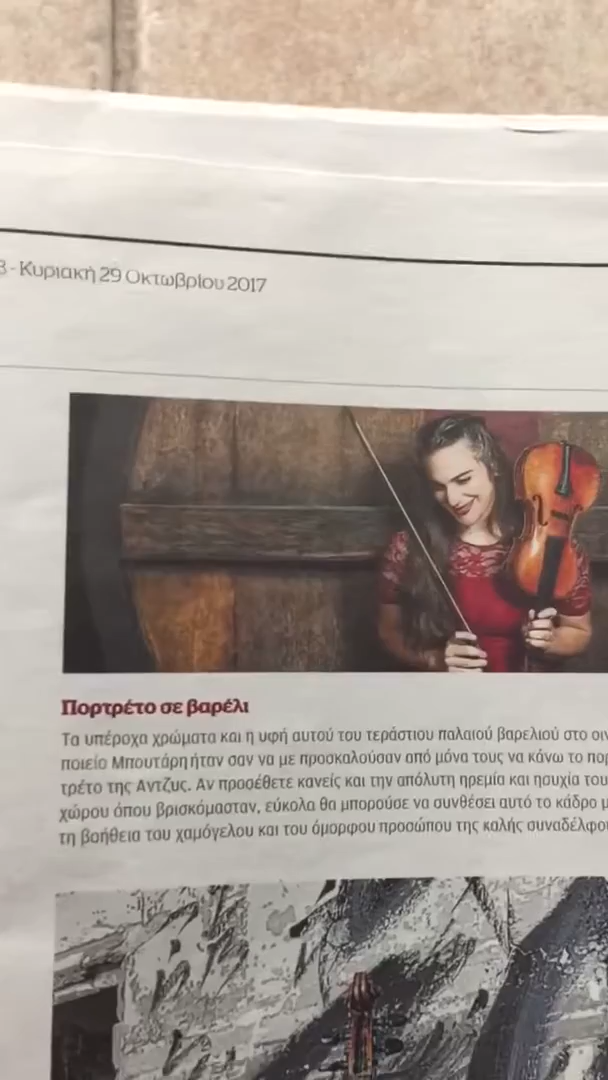 - Κυριακή 29 Οκτωβρίου 2017
Πορτρέτο σε βαρέλι
Τα υπέροχα χρώματα και η υφή αυτού του τεράστιου παλαιού βαρελιού στο οιν
ποιείο Μπουτάρη ήταν σαν να με προσκαλούσαν από μόνα τους να κάνω το πορ
τρέτο της Αντζυς. Αν προσέθετε κανείς και την απόλυτη ηρεμία και ησυχία του
χώρου όπου βρισκόμασταν, εύκολα θα μπορούσε να συνθέσει αυτό το κάδρο μ
τη βοήθεια του χαμόγελου και του όμορφου προσώπου της καλής συναδέλφο